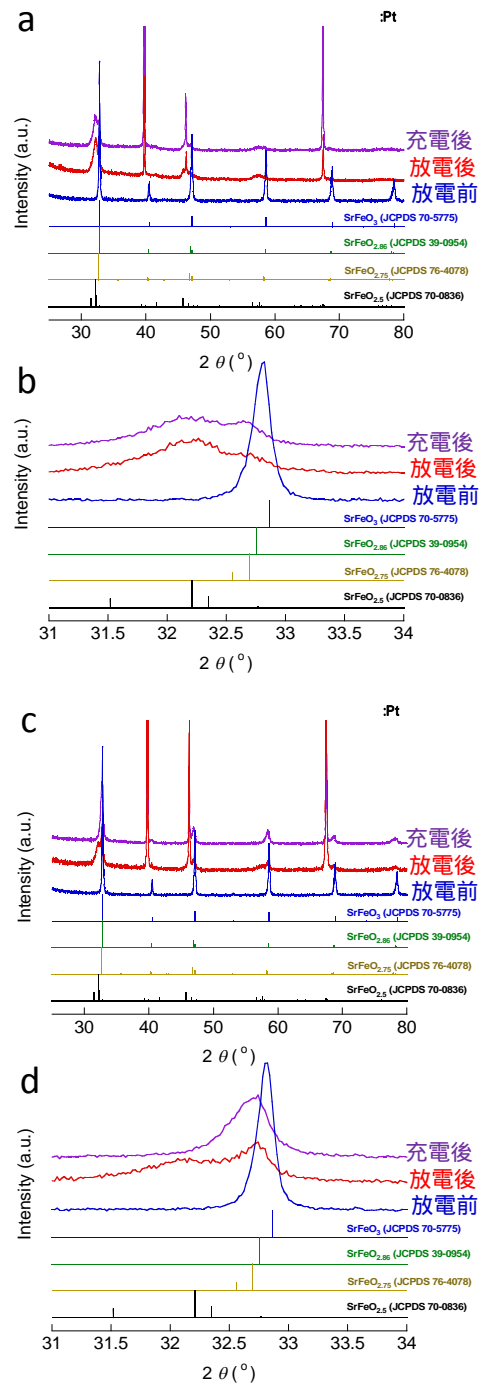 a
:Pt
Intensity (a.u.)
充電後
放電後
放電前
SrFeO3 (JCPDS 70-5775)
SrFeO2.86 (JCPDS 39-0954)
SrFeO2.75 (JCPDS 76-4078)
SrFeO2.5 (JCPDS 70-0836)
30 40 50 60 70 80
2 θ (°)
b
Intensity (a.u.)
充電後
放電後
放電前
SrFeO3 (JCPDS 70-5775)
SrFeO2.86 (JCPDS 39-0954)
SrFeO2.75 (JCPDS 76-4078)
SrFeO2.5 (JCPDS 70-0836)
31 31.5 32 32.5 33 33.5 34
2 θ (°)
c
:Pt
Intensity (a.u.)
充電後
放電後
放電前
SrFeO3 (JCPDS 70-5775)
SrFeO2.86 (JCPDS 39-0954)
SrFeO2.75 (JCPDS 76-4078)
SrFeO2.5 (JCPDS 70-0836)
30 40 50 60 70 80
2 θ (°)
d
Intensity (a.u.)
充電後
放電後
放電前
SrFeO3 (JCPDS 70-5775)
SrFeO2.86 (JCPDS 39-0954)
SrFeO2.75 (JCPDS 76-4078)
SrFeO2.5 (JCPDS 70-0836)
31 31.5 32 32.5 33 33.5 34
2 θ (°)